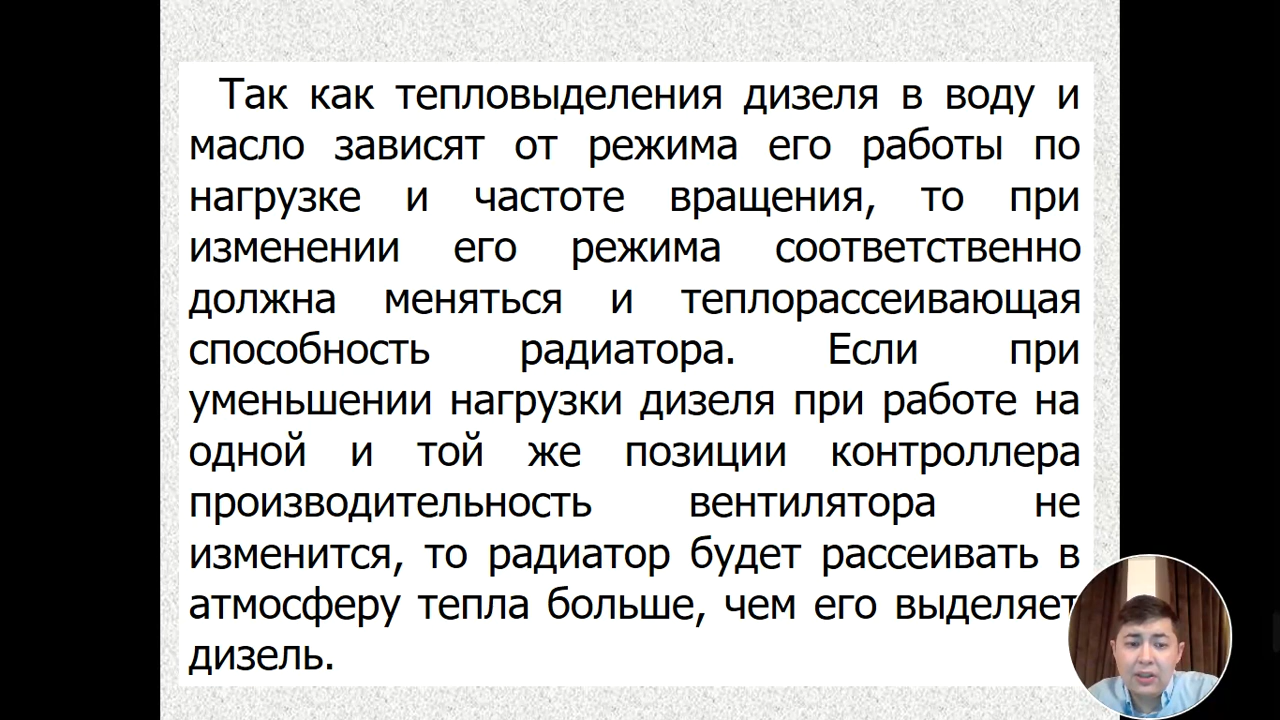 Так как тепловыделения дизеля в воду и
масло зависят от режима его работы по
нагрузке и частоте вращения, то при
изменении его режима соответственно
должна меняться и теплорассеивающая
способность радиатора. Если при
уменьшении нагрузки дизеля при работе на
одной и той же позиции контроллера
производительность вентилятора не
изменится, то радиатор будет рассеивать в
атмосферу тепла больше, чем его выделяет
дизель.